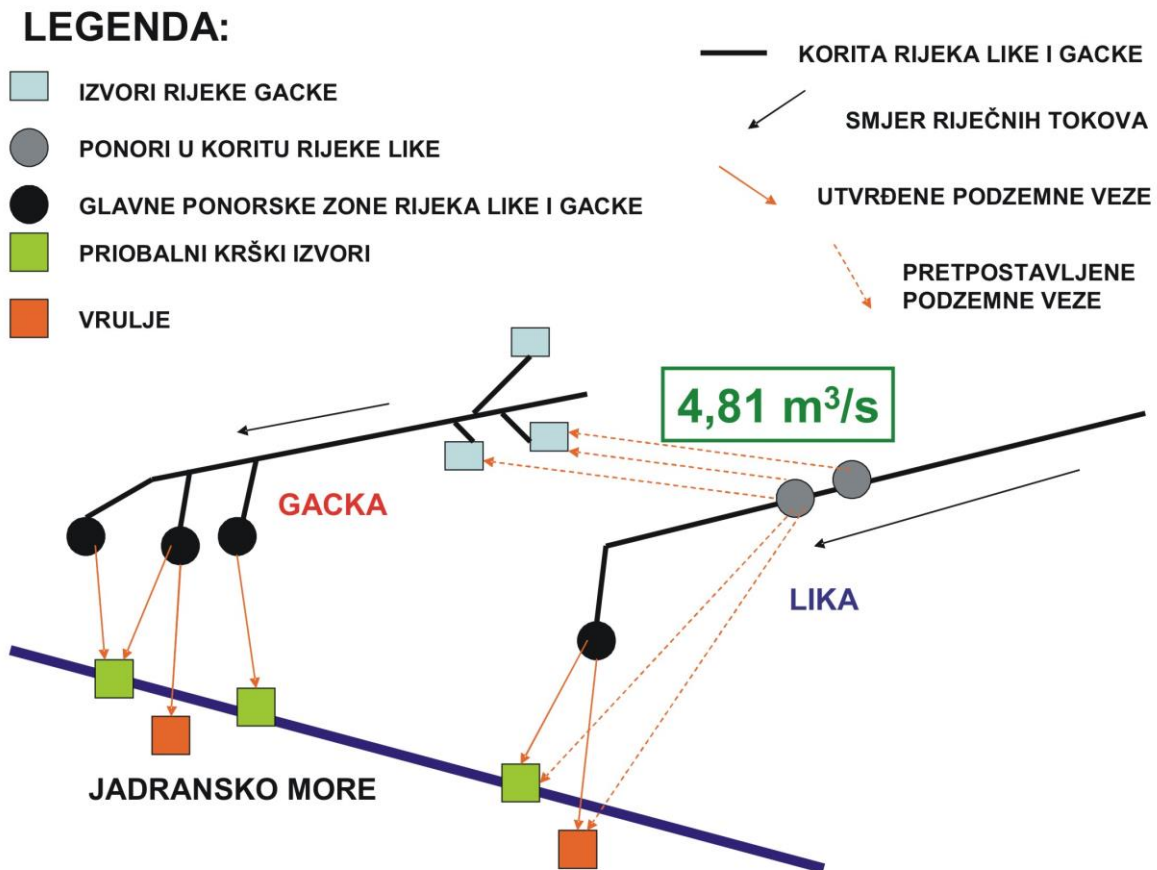 LEGENDA:
IZVORI RIJEKE GACKE
PONORI U KORITU RIJEKE LIKE
GLAVNE PONORSKE ZONE RIJEKA LIKE I GACKE
PRIOBALNI KRŠKI IZVORI
VRULJE
KORITA RIJEKA LIKE I GACKE
SMJER RIJEČNIH TOKOVA
UTVRĐENE PODZEMNE VEZE
PRETPOSTAVLJENE
PODZEMNE VEZE
4,81 m³/s
GACKA
LIKA
JADRANSKO MORE